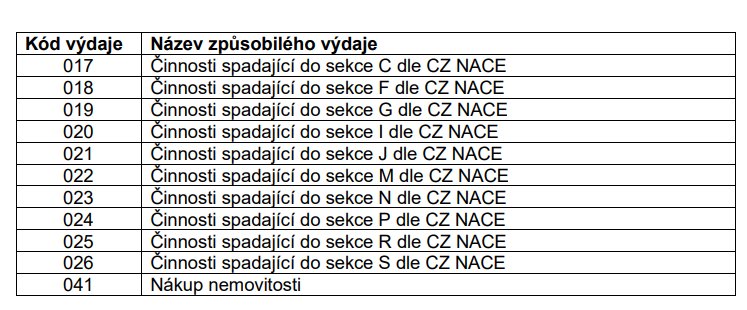 Kód výdaje Název způsobilého výdaje
017 Činnosti spadající do sekce C dle CZ NACE
018 Činnosti spadající do sekce F dle CZ NACE
019 Činnosti spadající do sekce G dle CZ NACE
020 Činnosti spadající do sekce I dle CZ NACE
021 Činnosti spadající do sekce J dle CZ NACE
022 Činnosti spadající do sekce M dle CZ NACE
023 Činnosti spadající do sekce N dle CZ NACE
024 Činnosti spadající do sekce P dle CZ NACE
025 Činnosti spadající do sekce R dle CZ NACE
026 Činnosti spadající do sekce S dle CZ NACE
041 Nákup nemovitosti